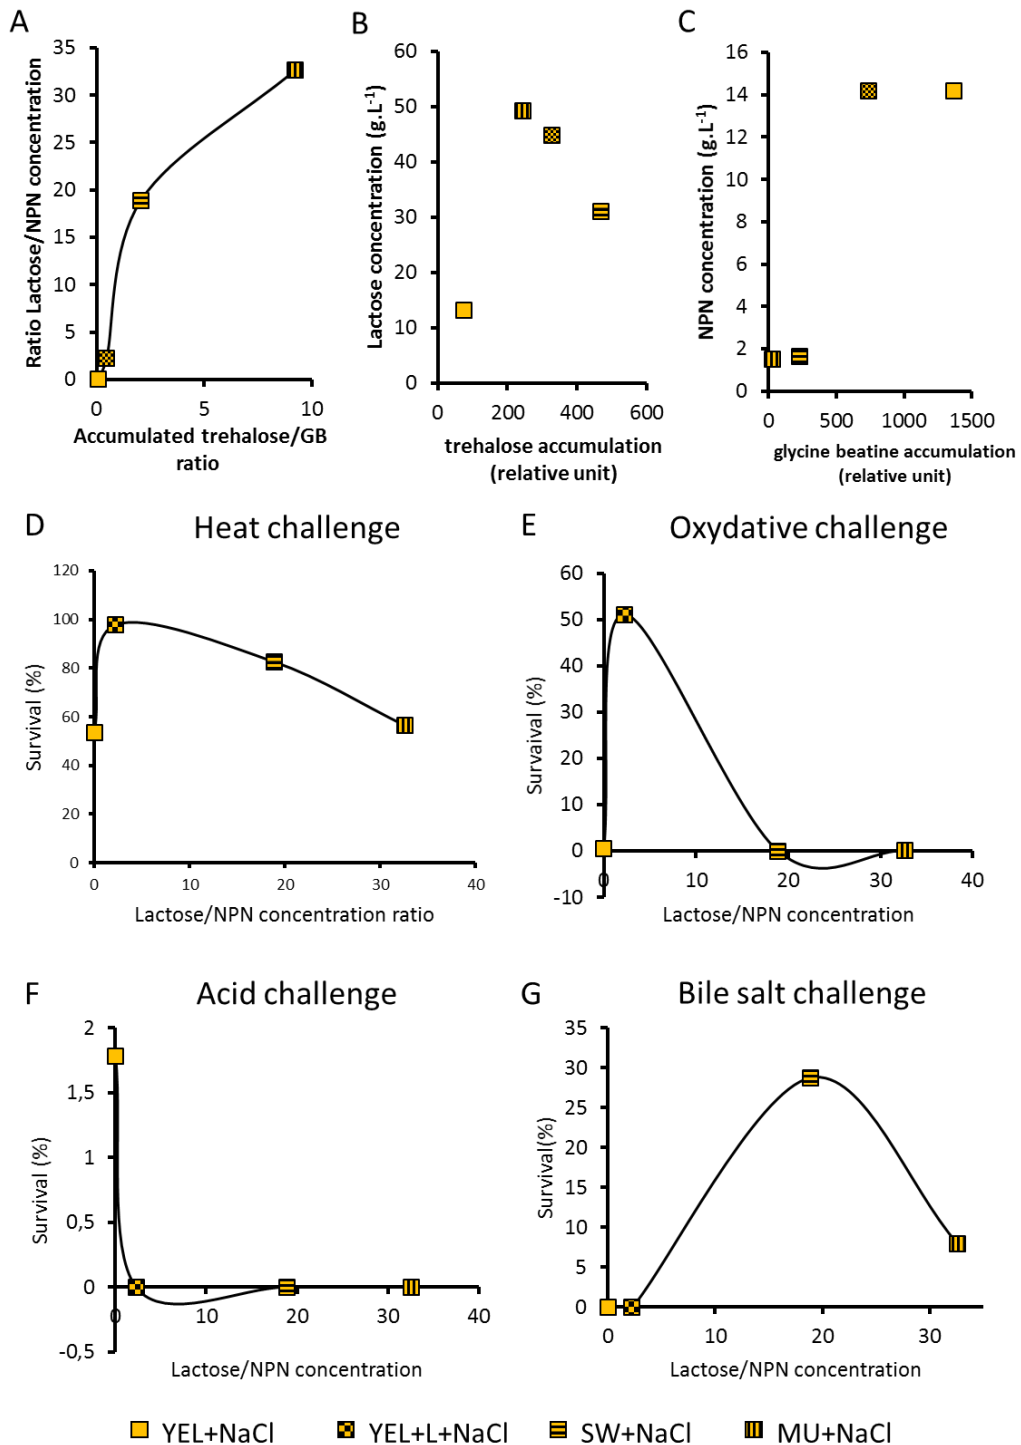 A
Ratio Lactose/NPN concentration
35
30
25
20
15
10
5
0
0 5 10
Accumulated trehalose/GB
ratio
B
Lactose concentration (g.L-1)
60
50
40
30
20
10
0
0 200 400 600
trehalose accumulation
(relative unit)
C
NPN concentration (g.L-1)
16
14
12
10
8
6
4
2
0
0 500 1000 1500
glycine beatine accumulation
(relative unit)
D Heat challenge
Survival (%)
120
100
80
60
40
20
0
0 10 20 30 40
Lactose/NPN concentration ratio
E Oxydative challenge
Survaival (%)
60
50
40
30
20
10
0
-10
0 10 20 30 40
Lactose/NPN concentration
F Acid challenge
Survival (%)
2
1,5
1
0,5
0
-0,5
0 10 20 30 40
Lactose/NPN concentration
G Bile salt challenge
Survival(%)
35
30
25
20
15
10
5
0
0 10 20 30
Lactose/NPN concentration
YEL+NaCl YEL+L+NaCl SW+NaCl MU+NaCl